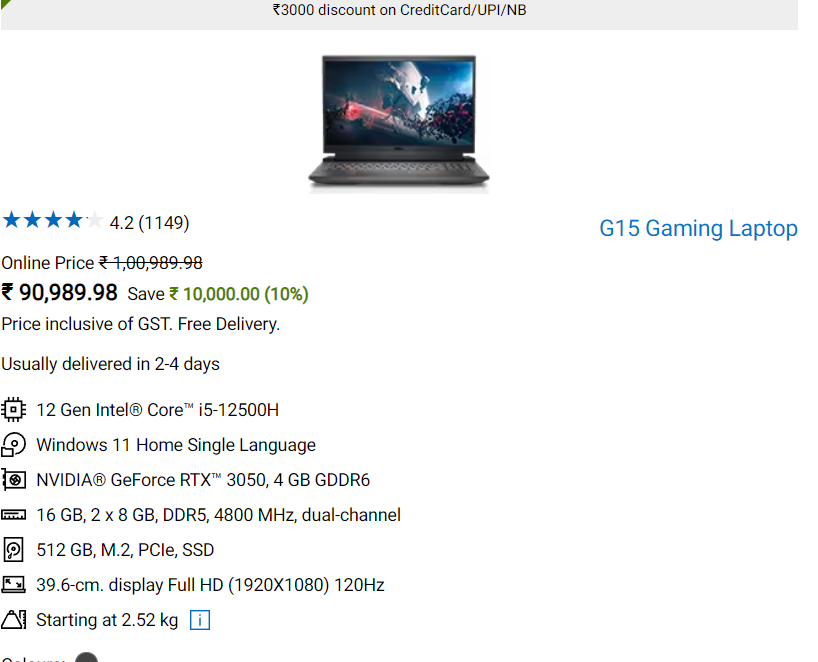 ₹3000 discount on CreditCard/UPI/NB
4.2 (1149)
G15 Gaming Laptop
Online Price ₹ 1,00,989.98
₹ 90,989.98 Save ₹ 10,000.00 (10%)
Price inclusive of GST. Free Delivery.
Usually delivered in 2-4 days
12 Gen Intel® Core™ i5-12500H
Windows 11 Home Single Language
NVIDIA® GeForce RTX™ 3050, 4 GB GDDR6
16 GB, 2 x 8 GB, DDR5, 4800 MHz, dual-channel
512 GB, M.2, PCIe, SSD
39.6-cm. display Full HD (1920X1080) 120Hz
Starting at 2.52 kg i